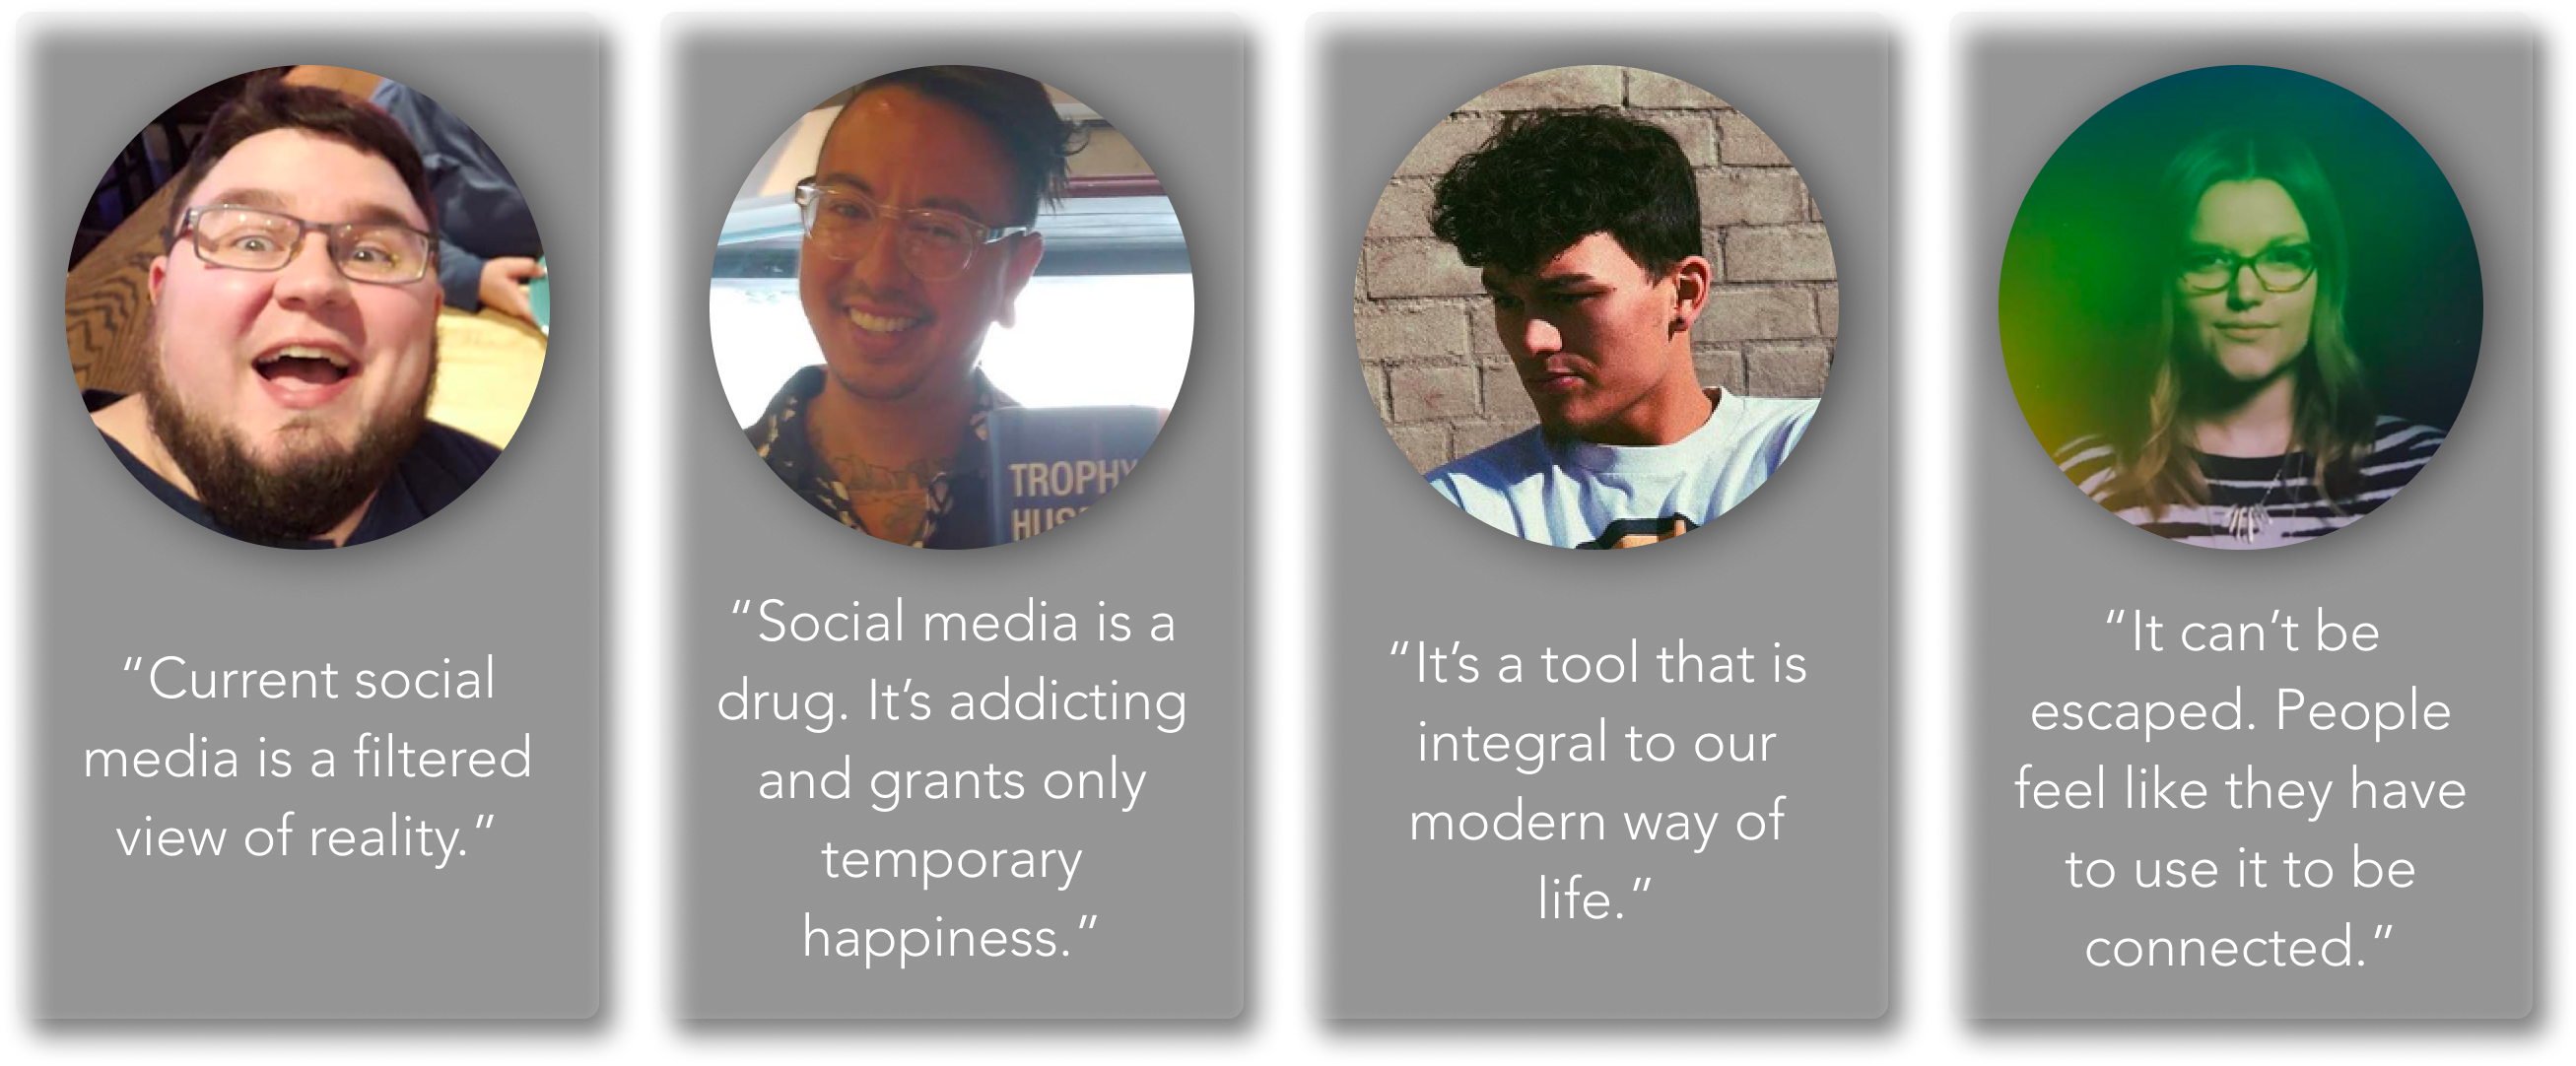 TROPHY
“Current social
media is a filtered
view of reality.”
“Social media is a
drug. It’s addicting
and grants only
temporary
happiness.”
“It’s a tool that is
integral to our
modern way of
life.”
“It can’t be
escaped. People
feel like they have
to use it to be
connected.”